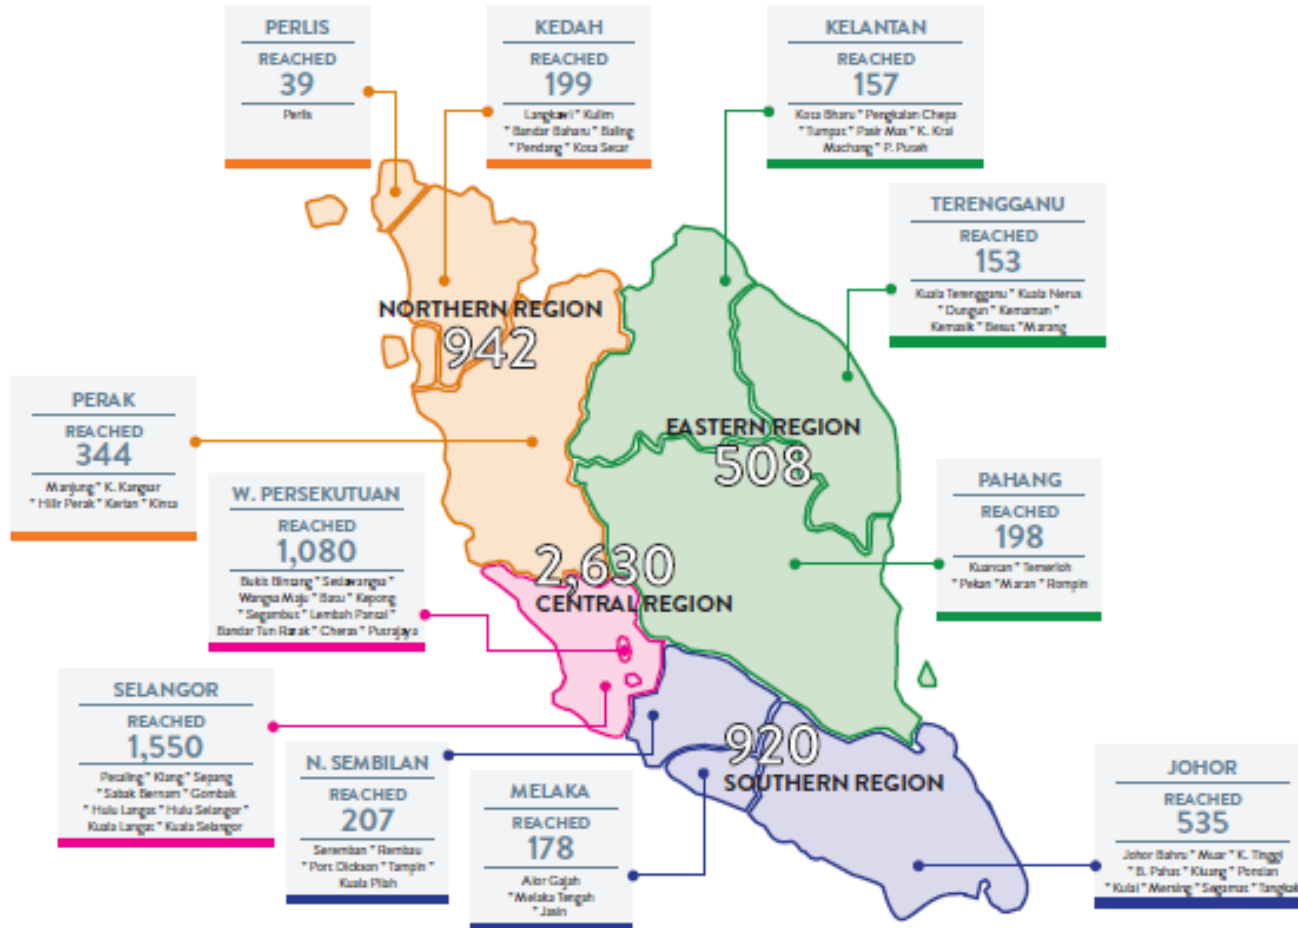 PERLIS
REACHED
39
Perlis
KEDAH
REACHED
199
Langkawi * Kulim
* Bandar Baharu * Baling
* Pendang * Kota Setar
KELANTAN
REACHED
157
Kota Bharu * Pengkalan Chepa
* Tumpat * Pasir Mas * K. Krai
Machang * P. Puteh
TERENGGANU
REACHED
153
Kuala Terengganu * Kuala Nerus
* Dungun * Kemaman *
Kemasik * Besut * Marang
NORTHERN REGION
942
PERAK
REACHED
344
Manjung * K. Kangsar
* Hilir Perak * Kerian * Kinta
EASTERN REGION
508
W. PERSEKUTUAN
REACHED
1,080
Bukit Bintang * Setiawangsa *
Wangsa Maju * Batu * Kepong
* Segambut * Lembah Pantai *
Bandar Tun Razak * Cheras * Putrajaya
PAHANG
REACHED
198
Kuantan * Temerloh
* Pekan * Maran * Rompin
2,630
CENTRAL REGION
SELANGOR
REACHED
1,550
Petaling * Klang * Sepang
* Sabak Bernam * Gombak
* Hulu Langat * Hulu Selangor *
Kuala Langat * Kuala Selangor
N. SEMBILAN
REACHED
207
Seremban * Rembau
* Port Dickson * Tampin *
Kuala Pilah
MELAKA
REACHED
178
Alor Gajah
* Melaka Tengah
* Jasin
920
SOUTHERN REGION
JOHOR
REACHED
535
Johor Bahru * Muar * K. Tinggi
* B. Pahat * Kluang * Pontian
* Kulai * Mersing * Segamat * Tangkak